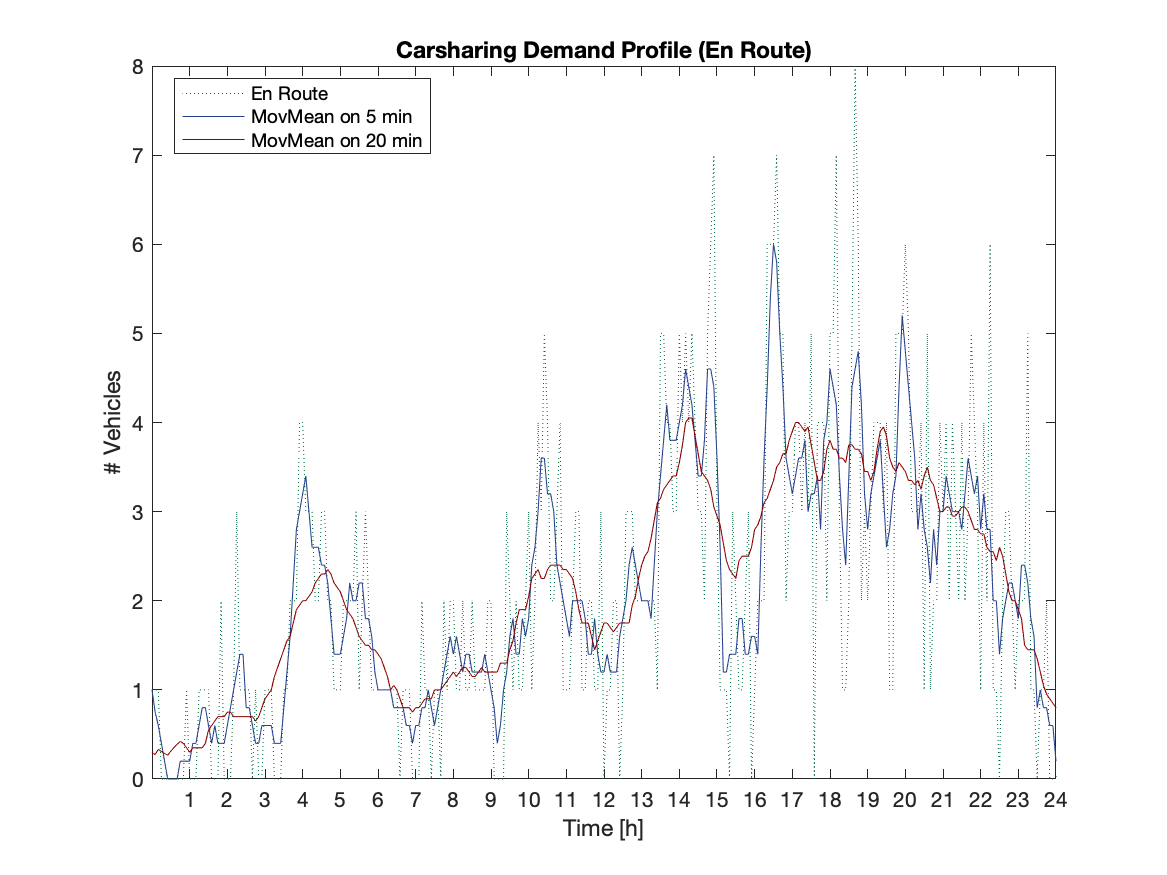 Carsharing Demand Profile (En Route)
En Route
MovMean on 5 min
MovMean on 20 min
8
7
6
5
4
3
2
1
0
# Vehicles
1 2 3 4 5 6 7 8 9 10 11 12 13 14 15 16 17 18 19 20 21 22 23 24
Time [h]